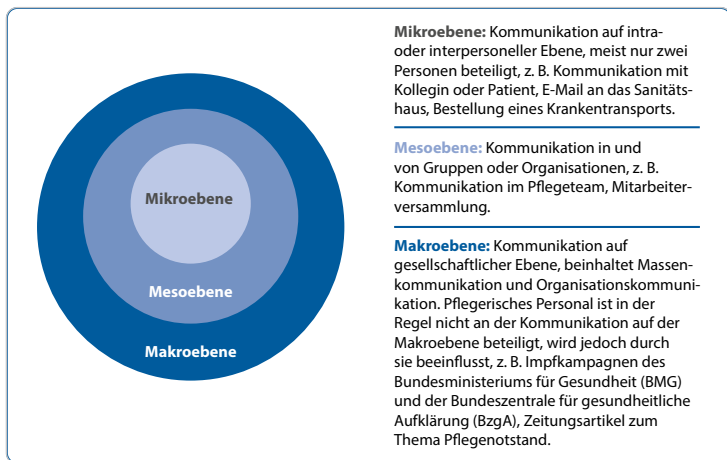 Mikroebene
Mesoebene
Makroebene
Mikroebene: Kommunikation auf intra-
oder interpersoneller Ebene, meist nur zwei
Personen beteiligt, z. B. Kommunikation mit
Kollegin oder Patient, E-Mail an das Sanitäts-
haus, Bestellung eines Krankentransports.
Mesoebene: Kommunikation in und
von Gruppen oder Organisationen, z. B.
Kommunikation im Pflegeteam, Mitarbeiter-
versammlung.
Makroebene: Kommunikation auf
gesellschaftlicher Ebene, beinhaltet Massen-
kommunikation und Organisationskommuni-
kation. Pflegerisches Personal ist in der
Regel nicht an der Kommunikation auf der
Makroebene beteiligt, wird jedoch durch
sie beeinflusst, z. B. Impfkampagnen des
Bundesministeriums für Gesundheit (BMG)
und der Bundeszentrale für gesundheitliche
Aufklärung (BzgA), Zeitungsartikel zum
Thema Pflegenotstand.